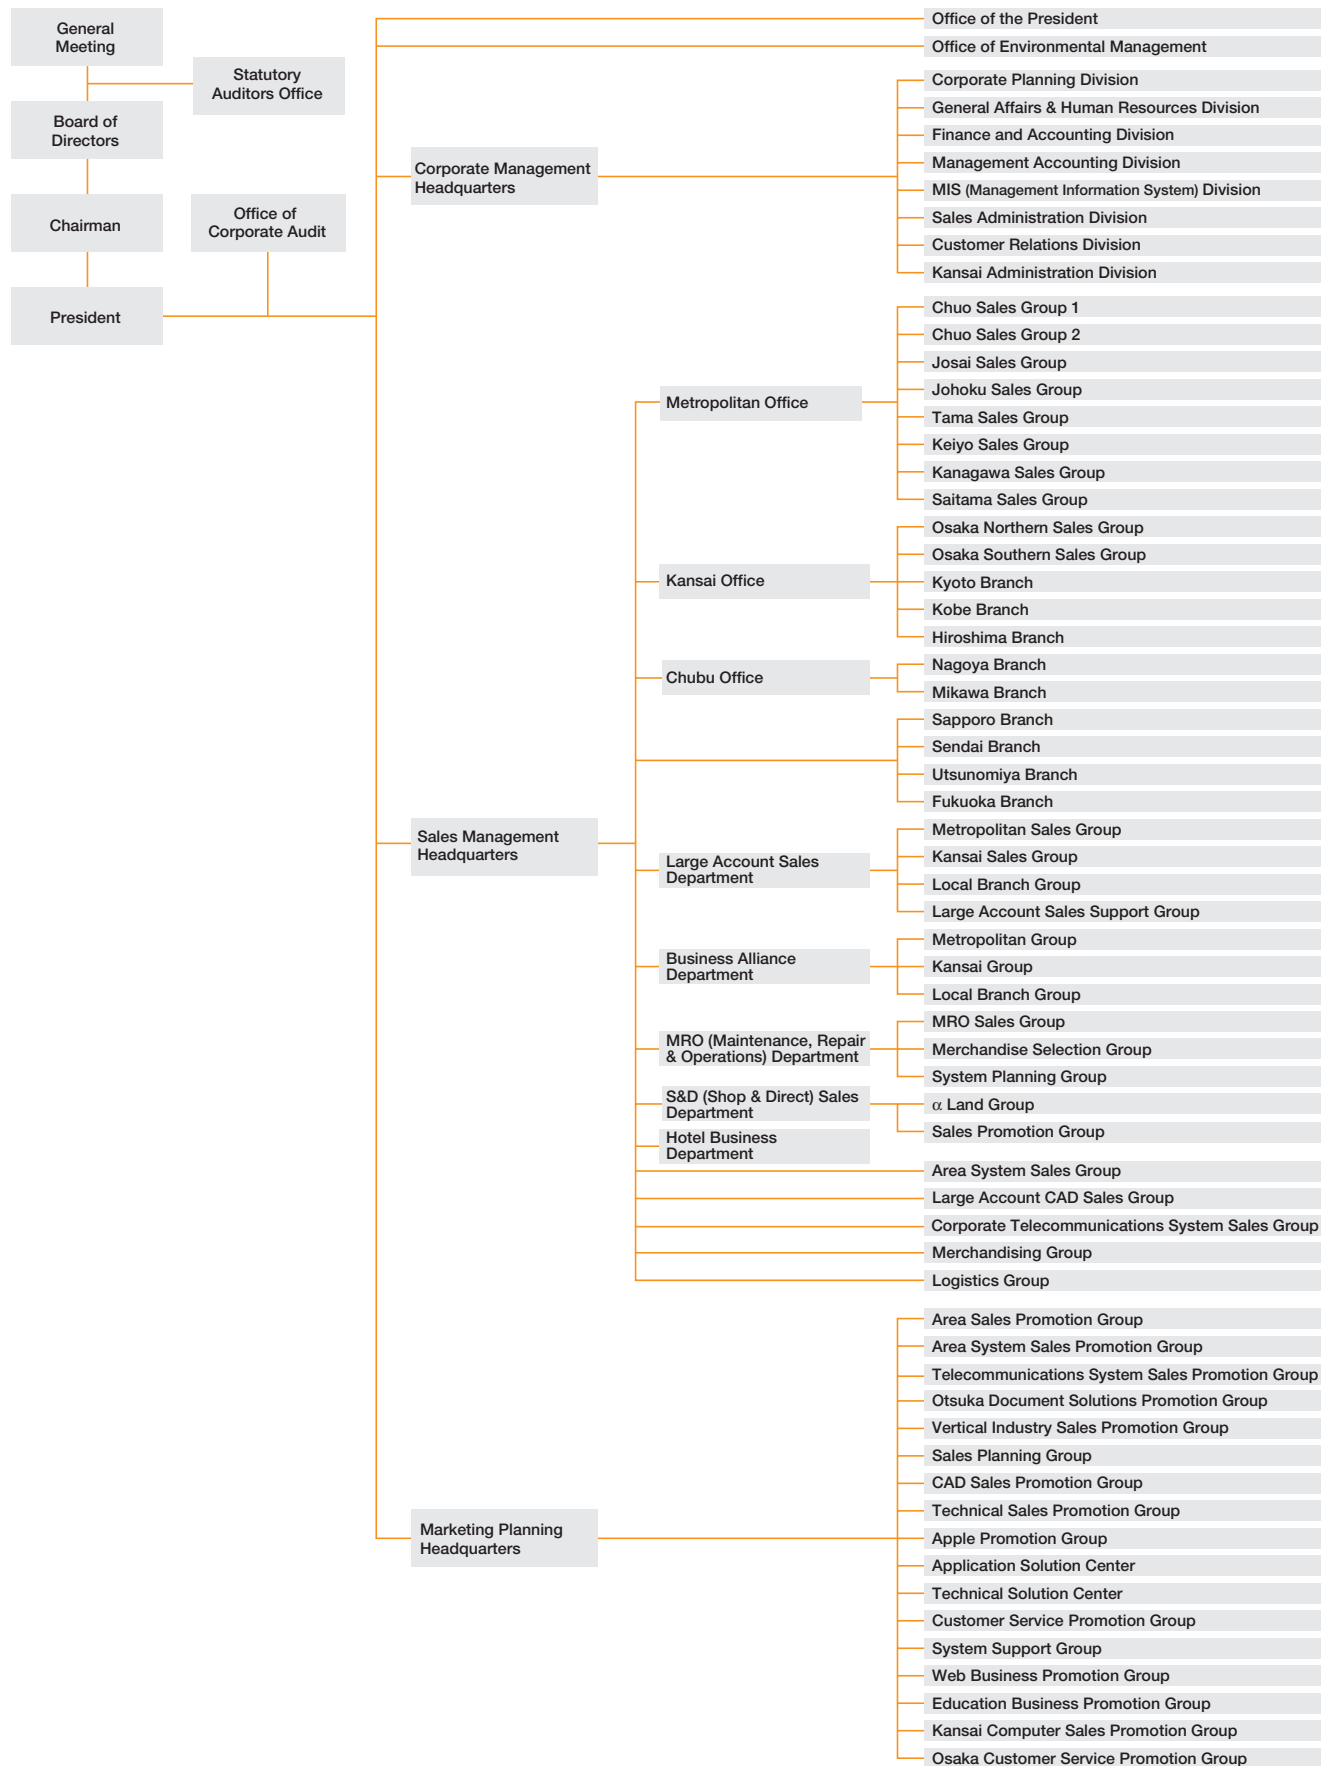 General
Meeting
Statutory
Auditors Office
Board of
Directors
Chairman
Office of
Corporate Audit
President
Office of the President
Office of Environmental Management
Corporate Management
Headquarters
Corporate Planning Division
General Affairs & Human Resources Division
Finance and Accounting Division
Management Accounting Division
MIS (Management Information System) Division
Sales Administration Division
Customer Relations Division
Kansai Administration Division
Sales Management
Headquarters
Metropolitan Office
Chuo Sales Group 1
Chuo Sales Group 2
Josai Sales Group
Johoku Sales Group
Tama Sales Group
Keiyo Sales Group
Kanagawa Sales Group
Saitama Sales Group
Kansai Office
Osaka Northern Sales Group
Osaka Southern Sales Group
Kyoto Branch
Kobe Branch
Hiroshima Branch
Chubu Office
Nagoya Branch
Mikawa Branch
Sapporo Branch
Sendai Branch
Utsunomiya Branch
Fukuoka Branch
Large Account Sales
Department
Metropolitan Sales Group
Kansai Sales Group
Local Branch Group
Large Account Sales Support Group
Business Alliance
Department
Metropolitan Group
Kansai Group
Local Branch Group
MRO (Maintenance, Repair
& Operations) Department
MRO Sales Group
Merchandise Selection Group
System Planning Group
S&D (Shop & Direct) Sales
Department
α Land Group
Sales Promotion Group
Hotel Business
Department
Area System Sales Group
Large Account CAD Sales Group
Corporate Telecommunications System Sales Group
Merchandising Group
Logistics Group
Marketing Planning
Headquarters
Area Sales Promotion Group
Area System Sales Promotion Group
Telecommunications System Sales Promotion Group
Otsuka Document Solutions Promotion Group
Vertical Industry Sales Promotion Group
Sales Planning Group
CAD Sales Promotion Group
Technical Sales Promotion Group
Apple Promotion Group
Application Solution Center
Technical Solution Center
Customer Service Promotion Group
System Support Group
Web Business Promotion Group
Education Business Promotion Group
Kansai Computer Sales Promotion Group
Osaka Customer Service Promotion Group